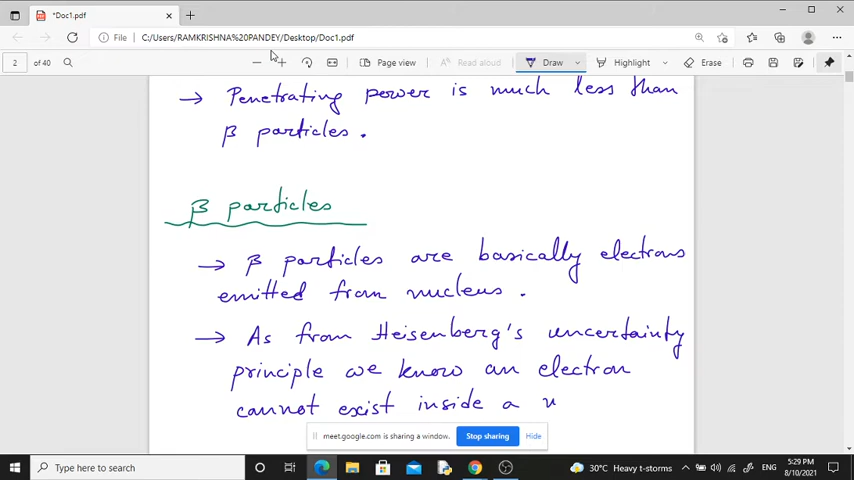 *Doc1.pdf
File C:/Users/RAMKRISHNA%20PANDEY/Desktop/Doc1.pdf
2 of 40 Page view Read aloud Draw Highlight Erase
→ Penetrating power is much less than
β particles.
β particles
→ β particles are basically electrons
emitted from nucleus.
→ As from Heisenberg's uncertainty
principle we know an electron
cannot exist inside a
meet.google.com is sharing a window. Stop sharing Hide
Type here to search
30°C Heavy t-storms ENG 5:29 PM
8/10/2021